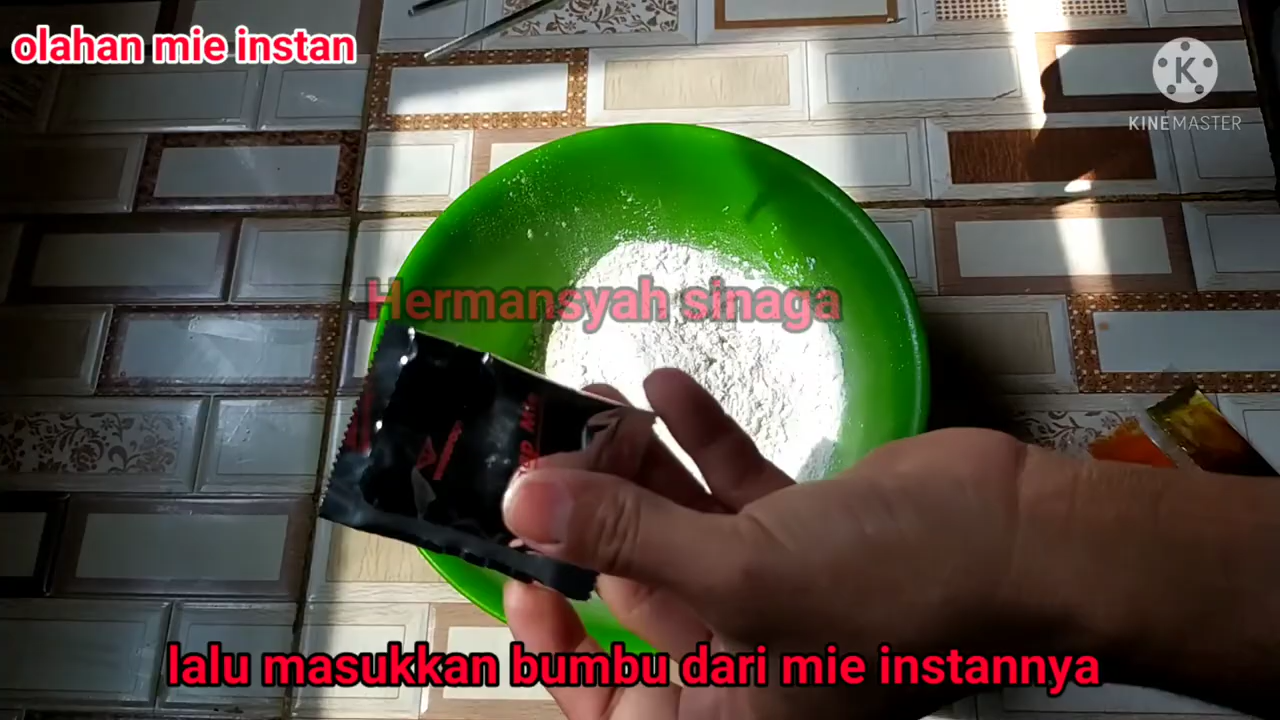 olahan mie instan
KINEMASTER
Hermansyah sinaga
lalu masukkan bumbu dari mie instannya